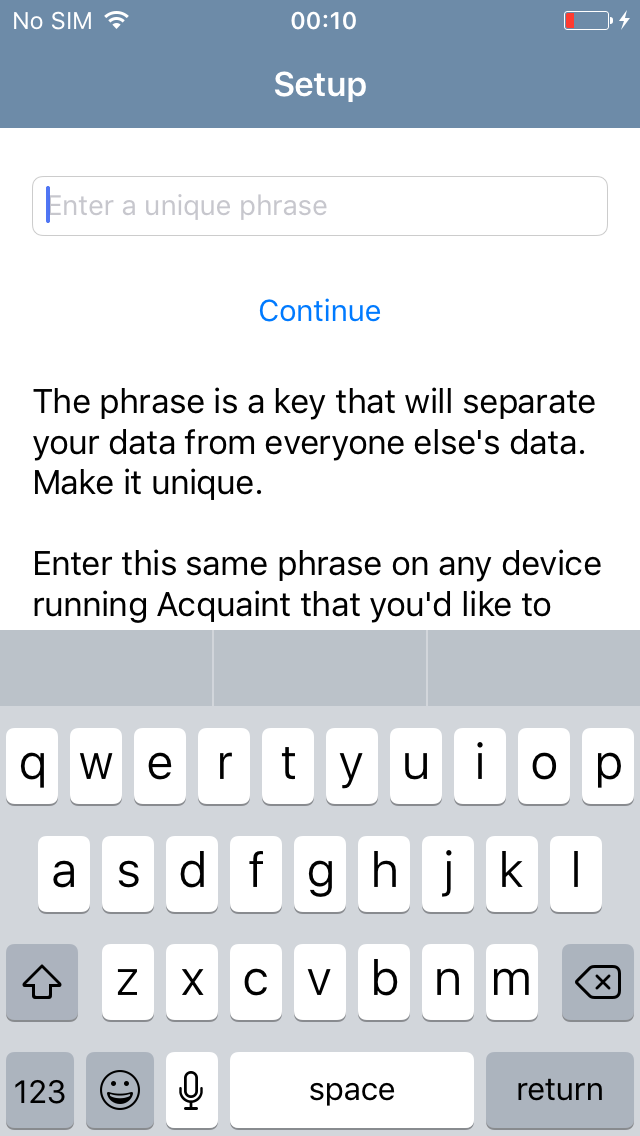 No SIM 00:10
Setup
Enter a unique phrase
Continue
The phrase is a key that will separate
your data from everyone else's data.
Make it unique.
Enter this same phrase on any device
running Acquaint that you'd like to
q w e r t y u i o p
a s d f g h j k l
z x c v b n m
123 space return